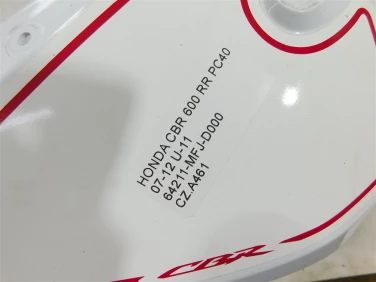 HONDA CBR 600 RR PC40
07-12 U-11
64211-MFJ-D000
CZ.A461
CBR